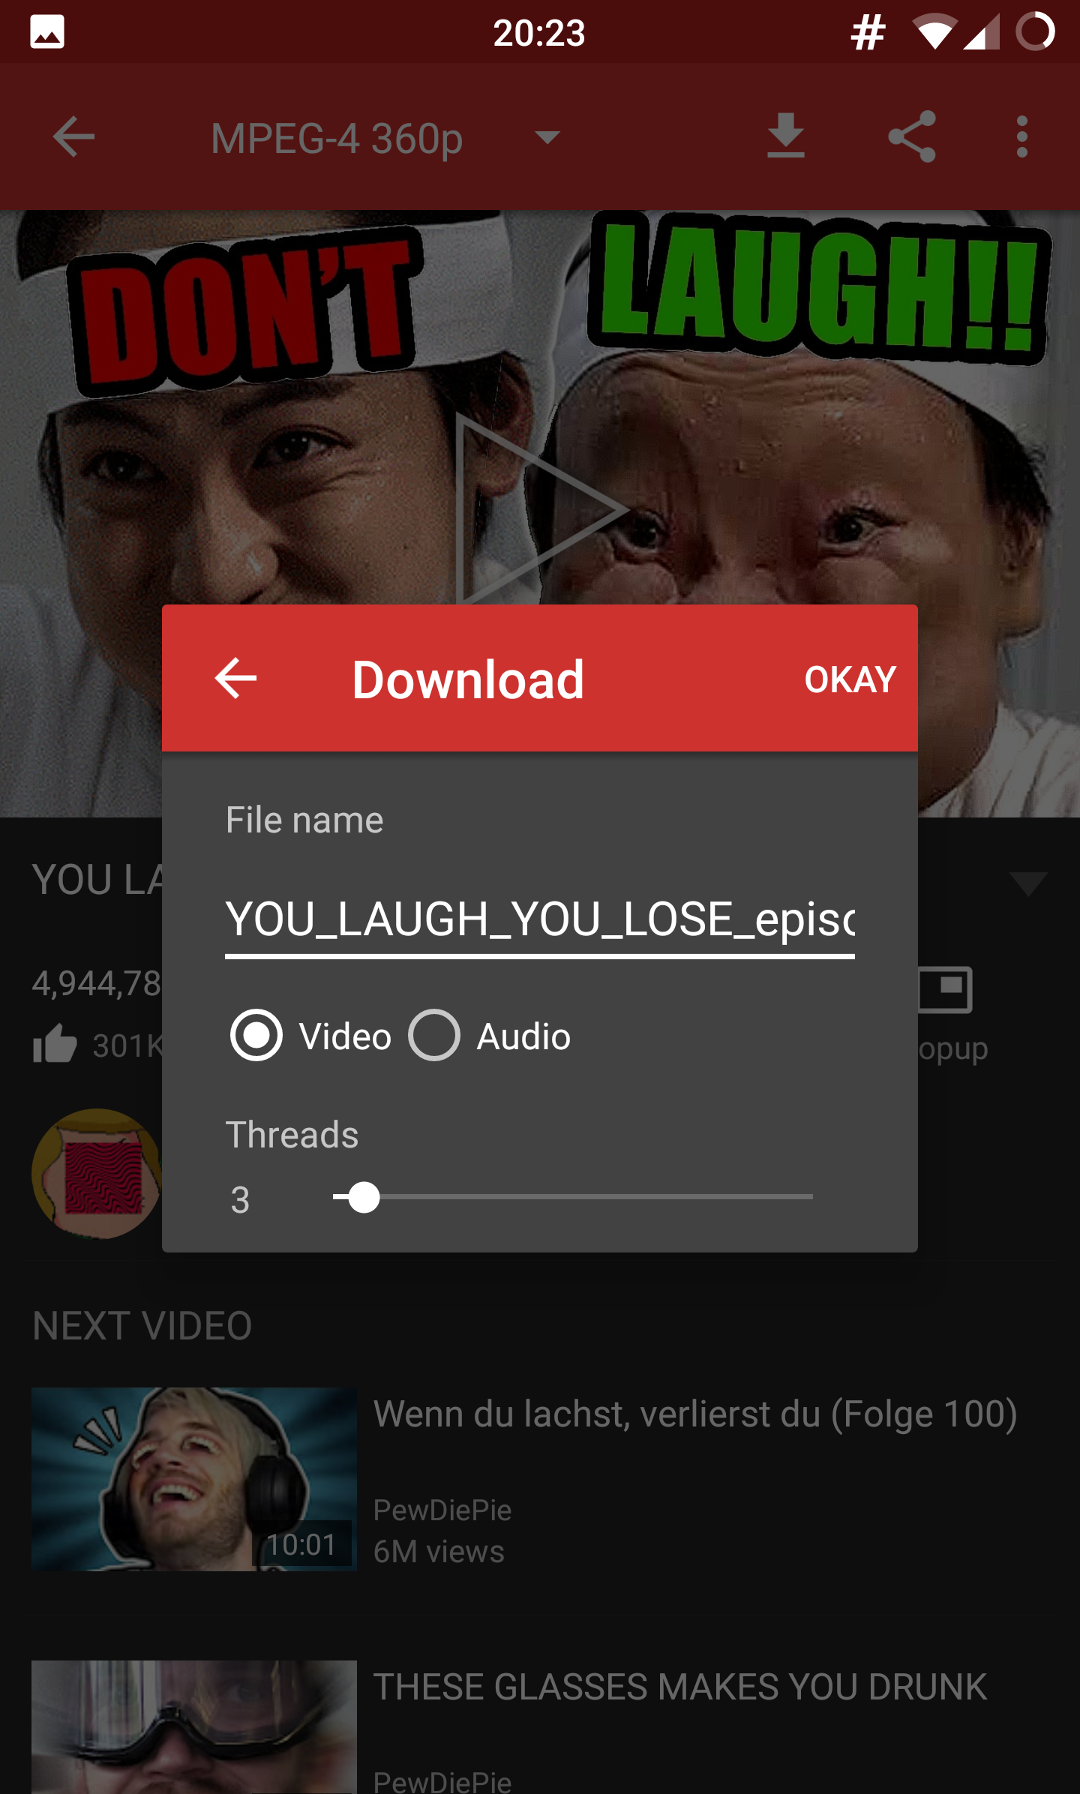 20:23
MPEG-4 360p
DON'T LAUGH!!
Download OKAY
File name
YOU_LAUGH_YOU_LOSE_episo
Video Audio
Threads
3
YOU LA
4,944,78
301K
opup
NEXT VIDEO
Wenn du lachst, verlierst du (Folge 100)
PewDiePie
6M views
10:01
THESE GLASSES MAKES YOU DRUNK
PewDiePie